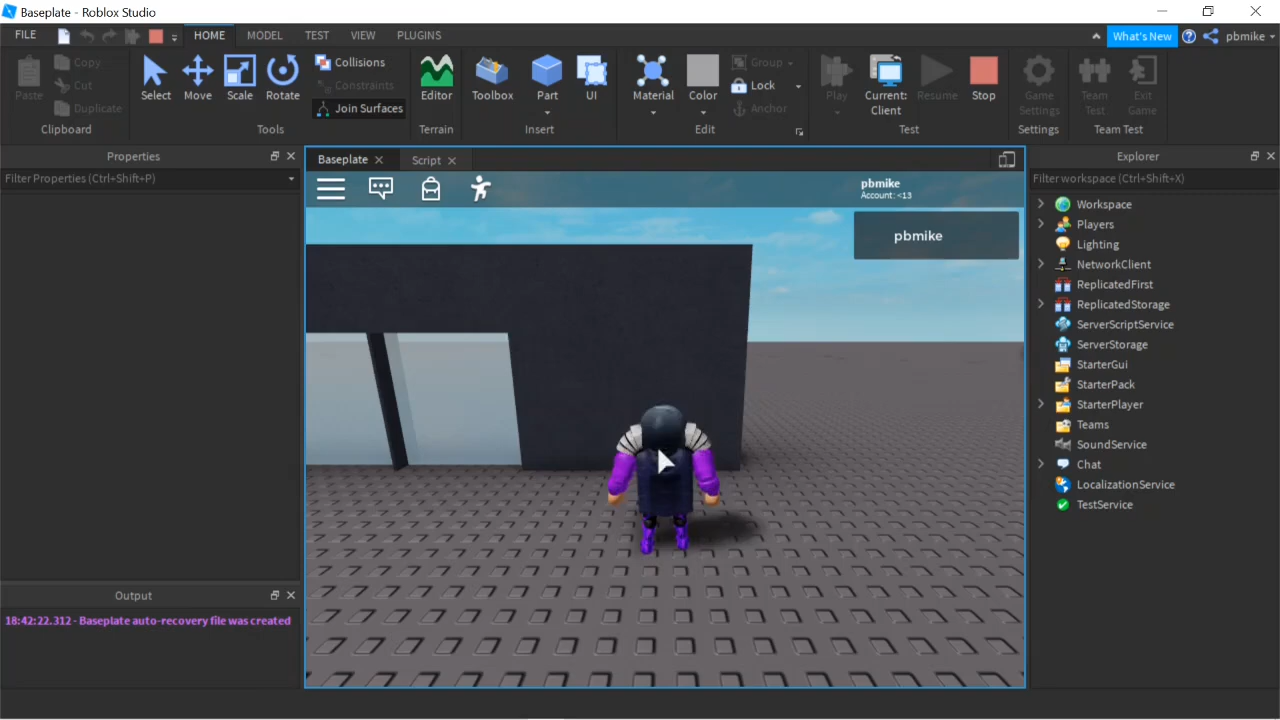 Baseplate - Roblox Studio
FILE HOME MODEL TEST VIEW PLUGINS What's New pbmike
Paste Copy Cut Duplicate
Clipboard
Select Move Scale Rotate
Collisions
Constraints
Join Surfaces
Tools
Editor
Terrain
Toolbox Part UI
Insert
Material Color
Group
Lock
Anchor
Edit
Play Current: Client Resume Stop
Test
Game Settings
Settings
Team Test Exit Game
Team Test
Properties
Filter Properties (Ctrl+Shift+P)
Baseplate Script
pbmike
Account: <13
pbmike
Explorer
Filter workspace (Ctrl+Shift+X)
Workspace
Players
Lighting
NetworkClient
ReplicatedFirst
ReplicatedStorage
ServerScriptService
ServerStorage
StarterGui
StarterPack
StarterPlayer
Teams
SoundService
Chat
LocalizationService
TestService
Output
18:42:22.312 - Baseplate auto-recovery file was created